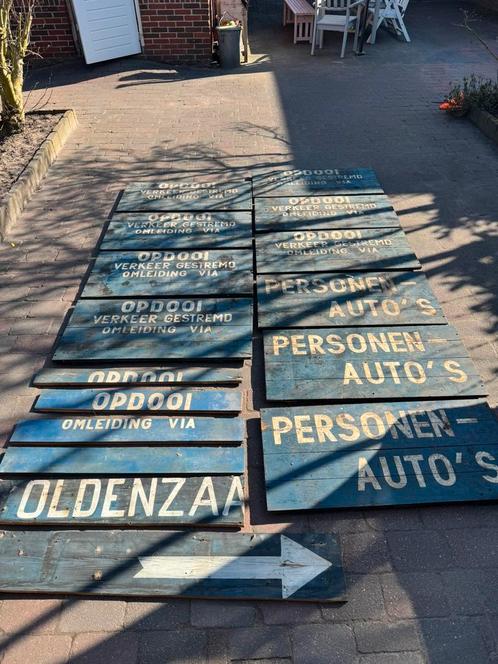 OPDOOI
VERKEER GESTREMD
OMLEIDING VIA
OPDOOI
VERKEER GESTREMD
OMLEIDING VIA
OPDOOI
VERKEER GESTREMD
OMLEIDING VIA
OPDOOI
VERKEER GESTREMD
OMLEIDING VIA
OPDOOI
OPDOOI
OMLEIDING VIA
OLDENZAA
OPDOOI
VERKEER GESTREMD
OMLEIDING VIA
OPDOOI
VERKEER GESTREMD
OMLEIDING VIA
OPDOOI
VERKEER GESTREMD
OMLEIDING VIA
PERSONEN-
AUTO'S
PERSONEN-
AUTO'S
PERSONEN-
AUTO'S